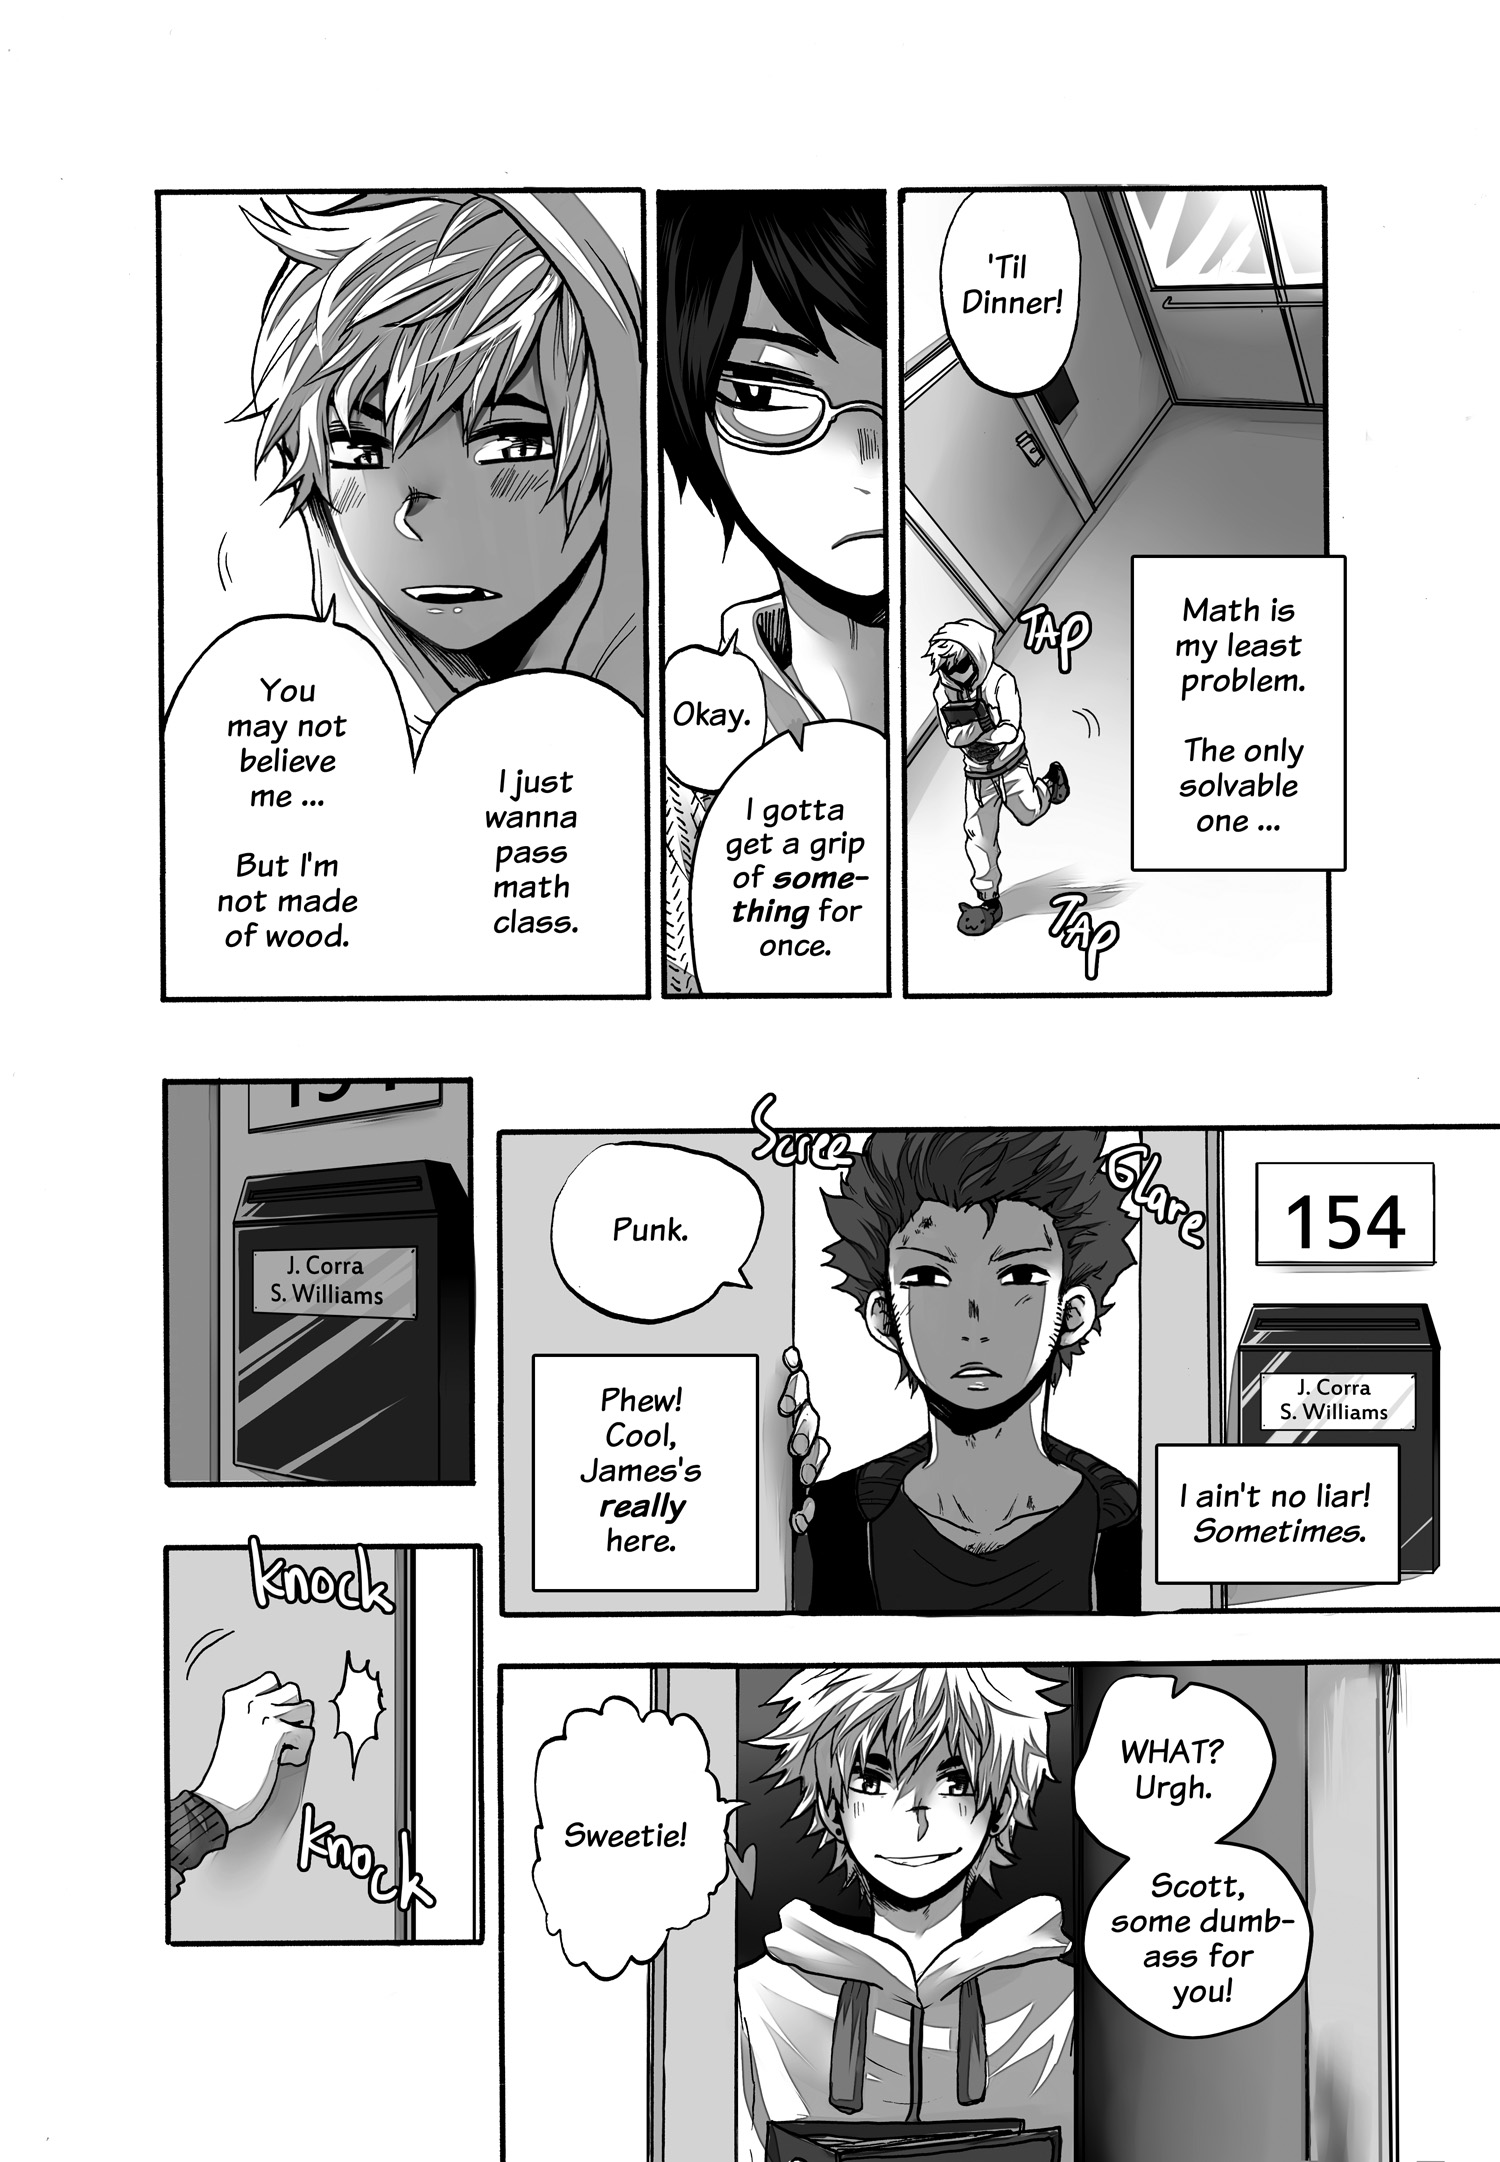 You
may not
believe
me ...
But I'm
not made
of wood.
I just
wanna
pass
math
class.
Okay.
I gotta
get a grip
of some-
thing for
once.
'Til
Dinner!
TAP
TAP
Math is
my least
problem.
The only
solvable
one ...
154
J. Corra
S. Williams
Knock
Knock
Scree
Glare
Punk.
Phew!
Cool,
James's
really
here.
154
J. Corra
S. Williams
I ain't no liar!
Sometimes.
Sweetie!
WHAT?
Urgh.
Scott,
some dumb-
ass for
you!